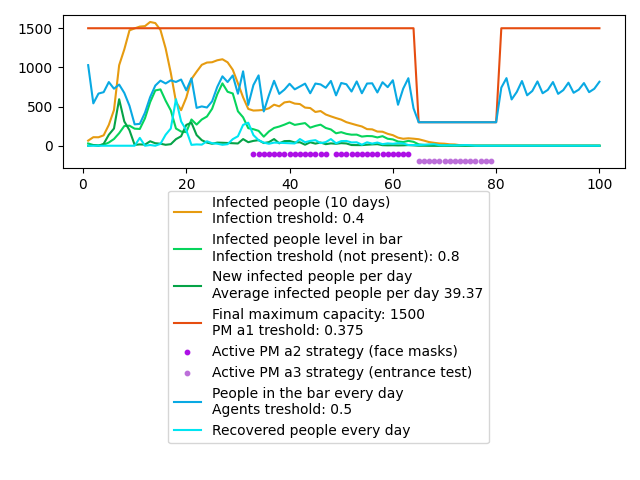 1500
1000
500
0
0
20
40
60
80
100
Infected people (10 days)
Infection treshold: 0.4
Infected people level in bar
Infection treshold (not present): 0.8
New infected people per day
Average infected people per day 39.37
Final maximum capacity: 1500
PM a1 treshold: 0.375
Active PM a2 strategy (face masks)
Active PM a3 strategy (entrance test)
People in the bar every day
Agents treshold: 0.5
Recovered people every day